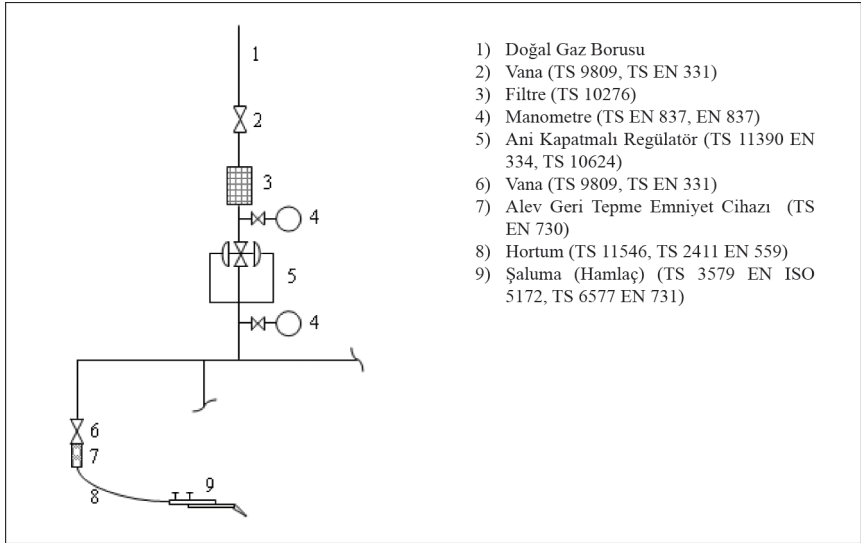 1
2
3
4
5
4
6
7
8
9
1) Doğal Gaz Borusu
2) Vana (TS 9809, TS EN 331)
3) Filtre (TS 10276)
4) Manometre (TS EN 837, EN 837)
5) Ani Kapatmalı Regülatör (TS 11390 EN
334, TS 10624)
6) Vana (TS 9809, TS EN 331)
7) Alev Geri Tepme Emniyet Cihazı (TS
EN 730)
8) Hortum (TS 11546, TS 2411 EN 559)
9) Şaluma (Hamlaç) (TS 3579 EN ISO
5172, TS 6577 EN 731)